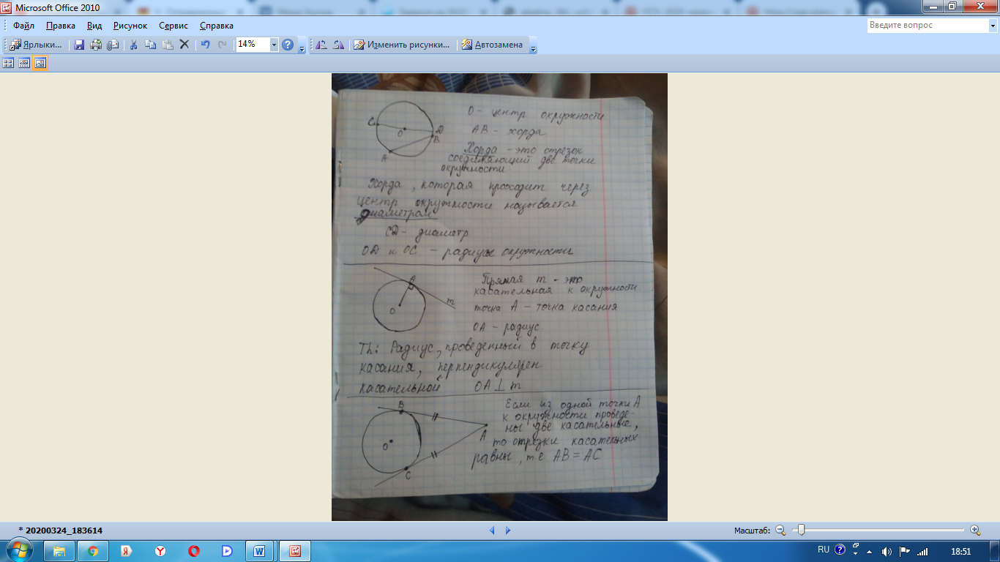 Microsoft Office 2010
Файл Правка Вид Рисунок Сервис Справка
Введите вопрос
Ярлыки... 14% Изменить рисунки... Автозамена
O - центр окружности
C
D
O
B
A
AB - хорда
Хорда - это отрезок
соединяющий две точки
окружности
Хорда, которая проходит через
центр окружности называется
диаметром
CD - диаметр
OD и OC - радиусы окружности
A
m
O
Прямая m - это
касательная к окружности
точка A - точка касания
OA - радиус
Th: Радиус, проведенный в точку
касания, перпендикулярен
касательной OA⊥m
B
A
O
C
Если из одной точки A
к окружности проведе-
ны две касательные,
то отрезки касательных
равны, т.е AB = AC
* 20200324_183614
Масштаб:
RU
18:51